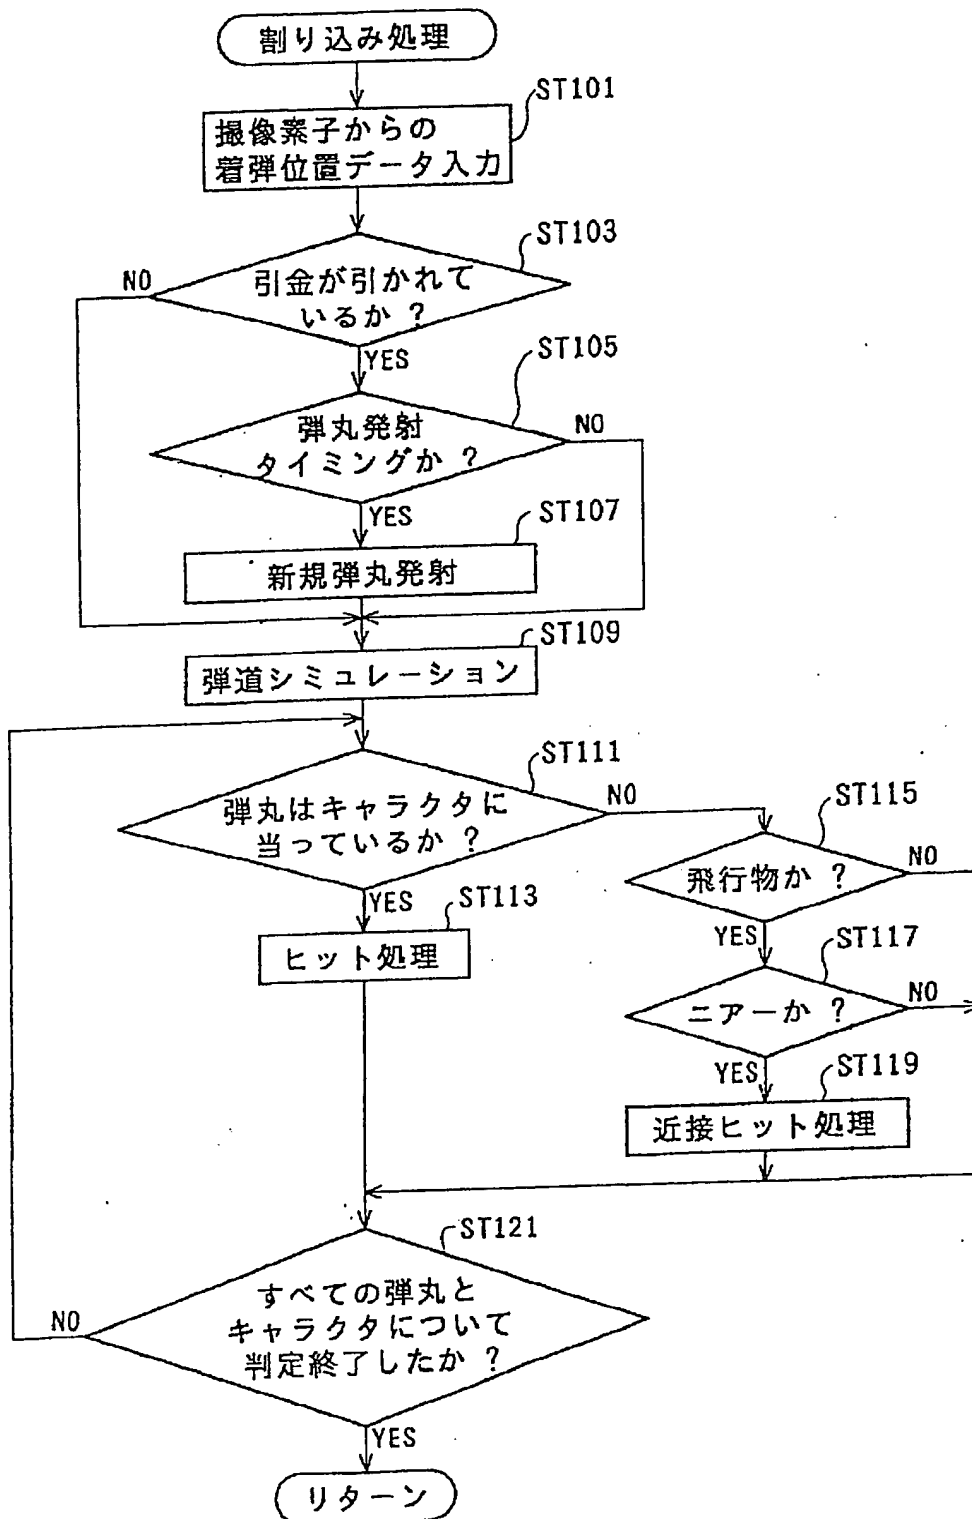 割り込み処理
ST101
撮像素子からの
着弾位置データ入力
ST103
NO
引金が引かれて
いるか ?
YES
ST105
弾丸発射
タイミングか ?
NO
YES
ST107
新規弾丸発射
ST109
弾道シミュレーション
ST111
弾丸はキャラクタに
当っているか ?
NO
ST115
飛行物か ?
NO
YES
ST113
ヒット処理
YES
ST117
ニアーか ?
NO
YES
ST119
近接ヒット処理
ST121
すべての弾丸と
キャラクタについて
判定終了したか ?
NO
YES
リターン